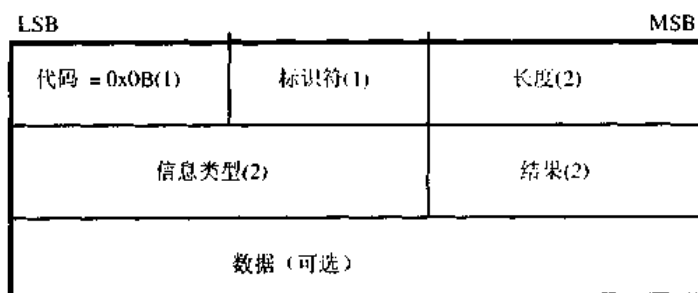 LSB MSB
代码 = 0x0B(1) 标识符(1) 长度(2)
信息类型(2) 结果(2)
数据（可选）